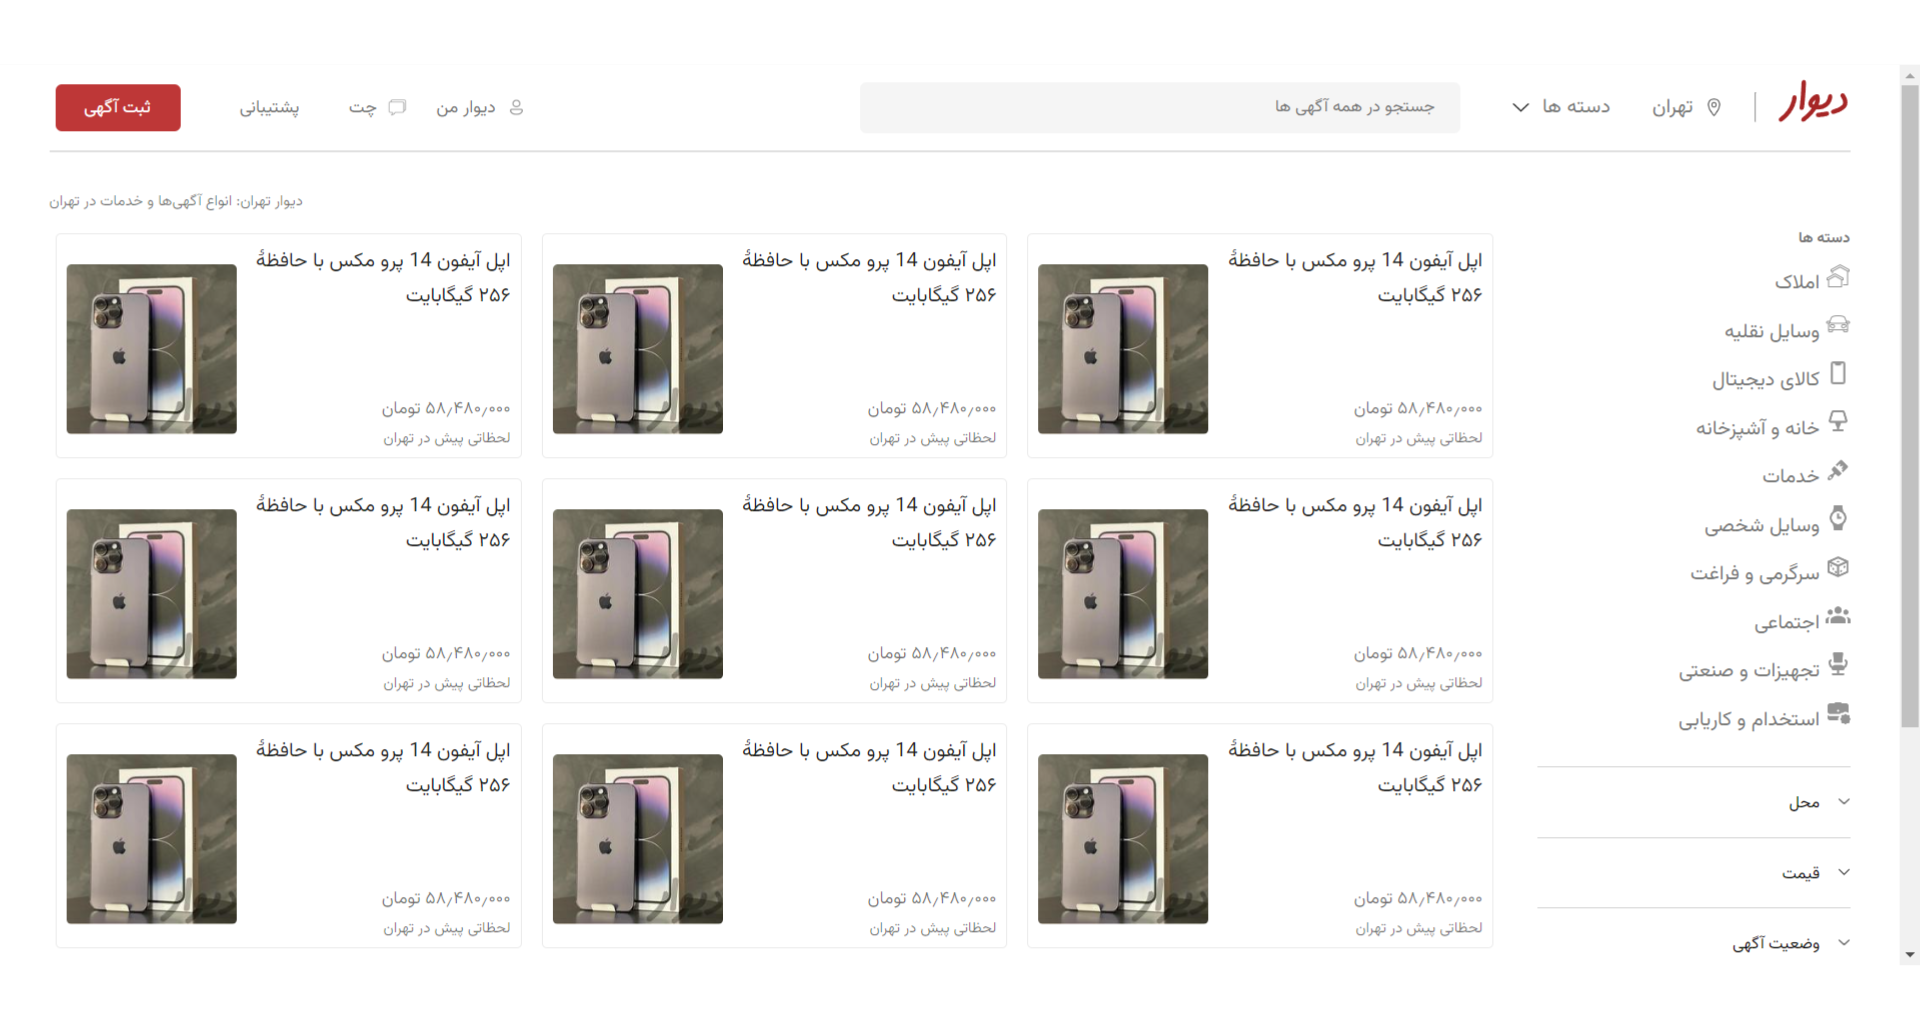 دیوار
تهران
دسته ها
جستجو در همه آگهی ها
دیوار من
چت
پشتیبانی
ثبت آگهی
دیوار تهران: انواع آگهی‌ها و خدمات در تهران
دسته ها
املاک
وسایل نقلیه
کالای دیجیتال
خانه و آشپزخانه
خدمات
وسایل شخصی
سرگرمی و فراغت
اجتماعی
تجهیزات و صنعتی
استخدام و کاریابی
محل
قیمت
وضعیت آگهی
اپل آیفون 14 پرو مکس با حافظهٔ
۲۵۶ گیگابایت
۵۸٫۴۸۰٫۰۰۰ تومان
لحظاتی پیش در تهران
دیوار
اپل آیفون 14 پرو مکس با حافظهٔ
۲۵۶ گیگابایت
۵۸٫۴۸۰٫۰۰۰ تومان
لحظاتی پیش در تهران
دیوار
اپل آیفون 14 پرو مکس با حافظهٔ
۲۵۶ گیگابایت
۵۸٫۴۸۰٫۰۰۰ تومان
لحظاتی پیش در تهران
دیوار
اپل آیفون 14 پرو مکس با حافظهٔ
۲۵۶ گیگابایت
۵۸٫۴۸۰٫۰۰۰ تومان
لحظاتی پیش در تهران
دیوار
اپل آیفون 14 پرو مکس با حافظهٔ
۲۵۶ گیگابایت
۵۸٫۴۸۰٫۰۰۰ تومان
لحظاتی پیش در تهران
دیوار
اپل آیفون 14 پرو مکس با حافظهٔ
۲۵۶ گیگابایت
۵۸٫۴۸۰٫۰۰۰ تومان
لحظاتی پیش در تهران
دیوار
اپل آیفون 14 پرو مکس با حافظهٔ
۲۵۶ گیگابایت
۵۸٫۴۸۰٫۰۰۰ تومان
لحظاتی پیش در تهران
دیوار
اپل آیفون 14 پرو مکس با حافظهٔ
۲۵۶ گیگابایت
۵۸٫۴۸۰٫۰۰۰ تومان
لحظاتی پیش در تهران
دیوار
اپل آیفون 14 پرو مکس با حافظهٔ
۲۵۶ گیگابایت
۵۸٫۴۸۰٫۰۰۰ تومان
لحظاتی پیش در تهران
دیوار